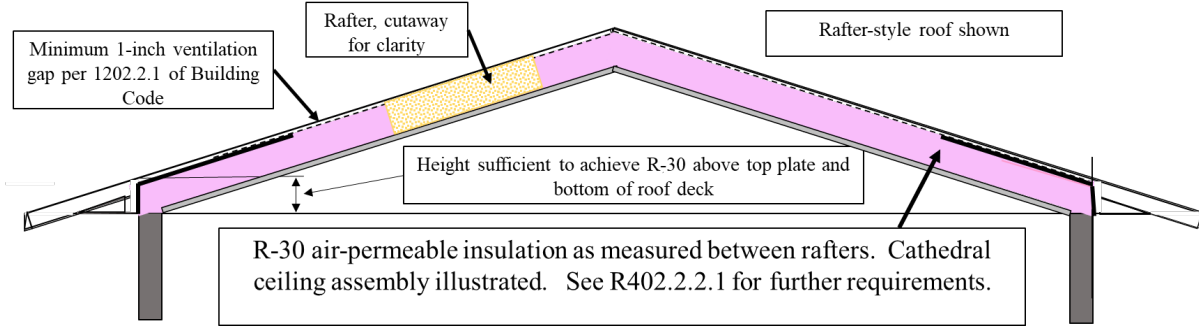 Rafter, cutaway
for clarity
Rafter-style roof shown
Minimum 1-inch ventilation
gap per 1202.2.1 of Building
Code
Height sufficient to achieve R-30 above top plate and
bottom of roof deck
R-30 air-permeable insulation as measured between rafters. Cathedral
ceiling assembly illustrated. See R402.2.2.1 for further requirements.